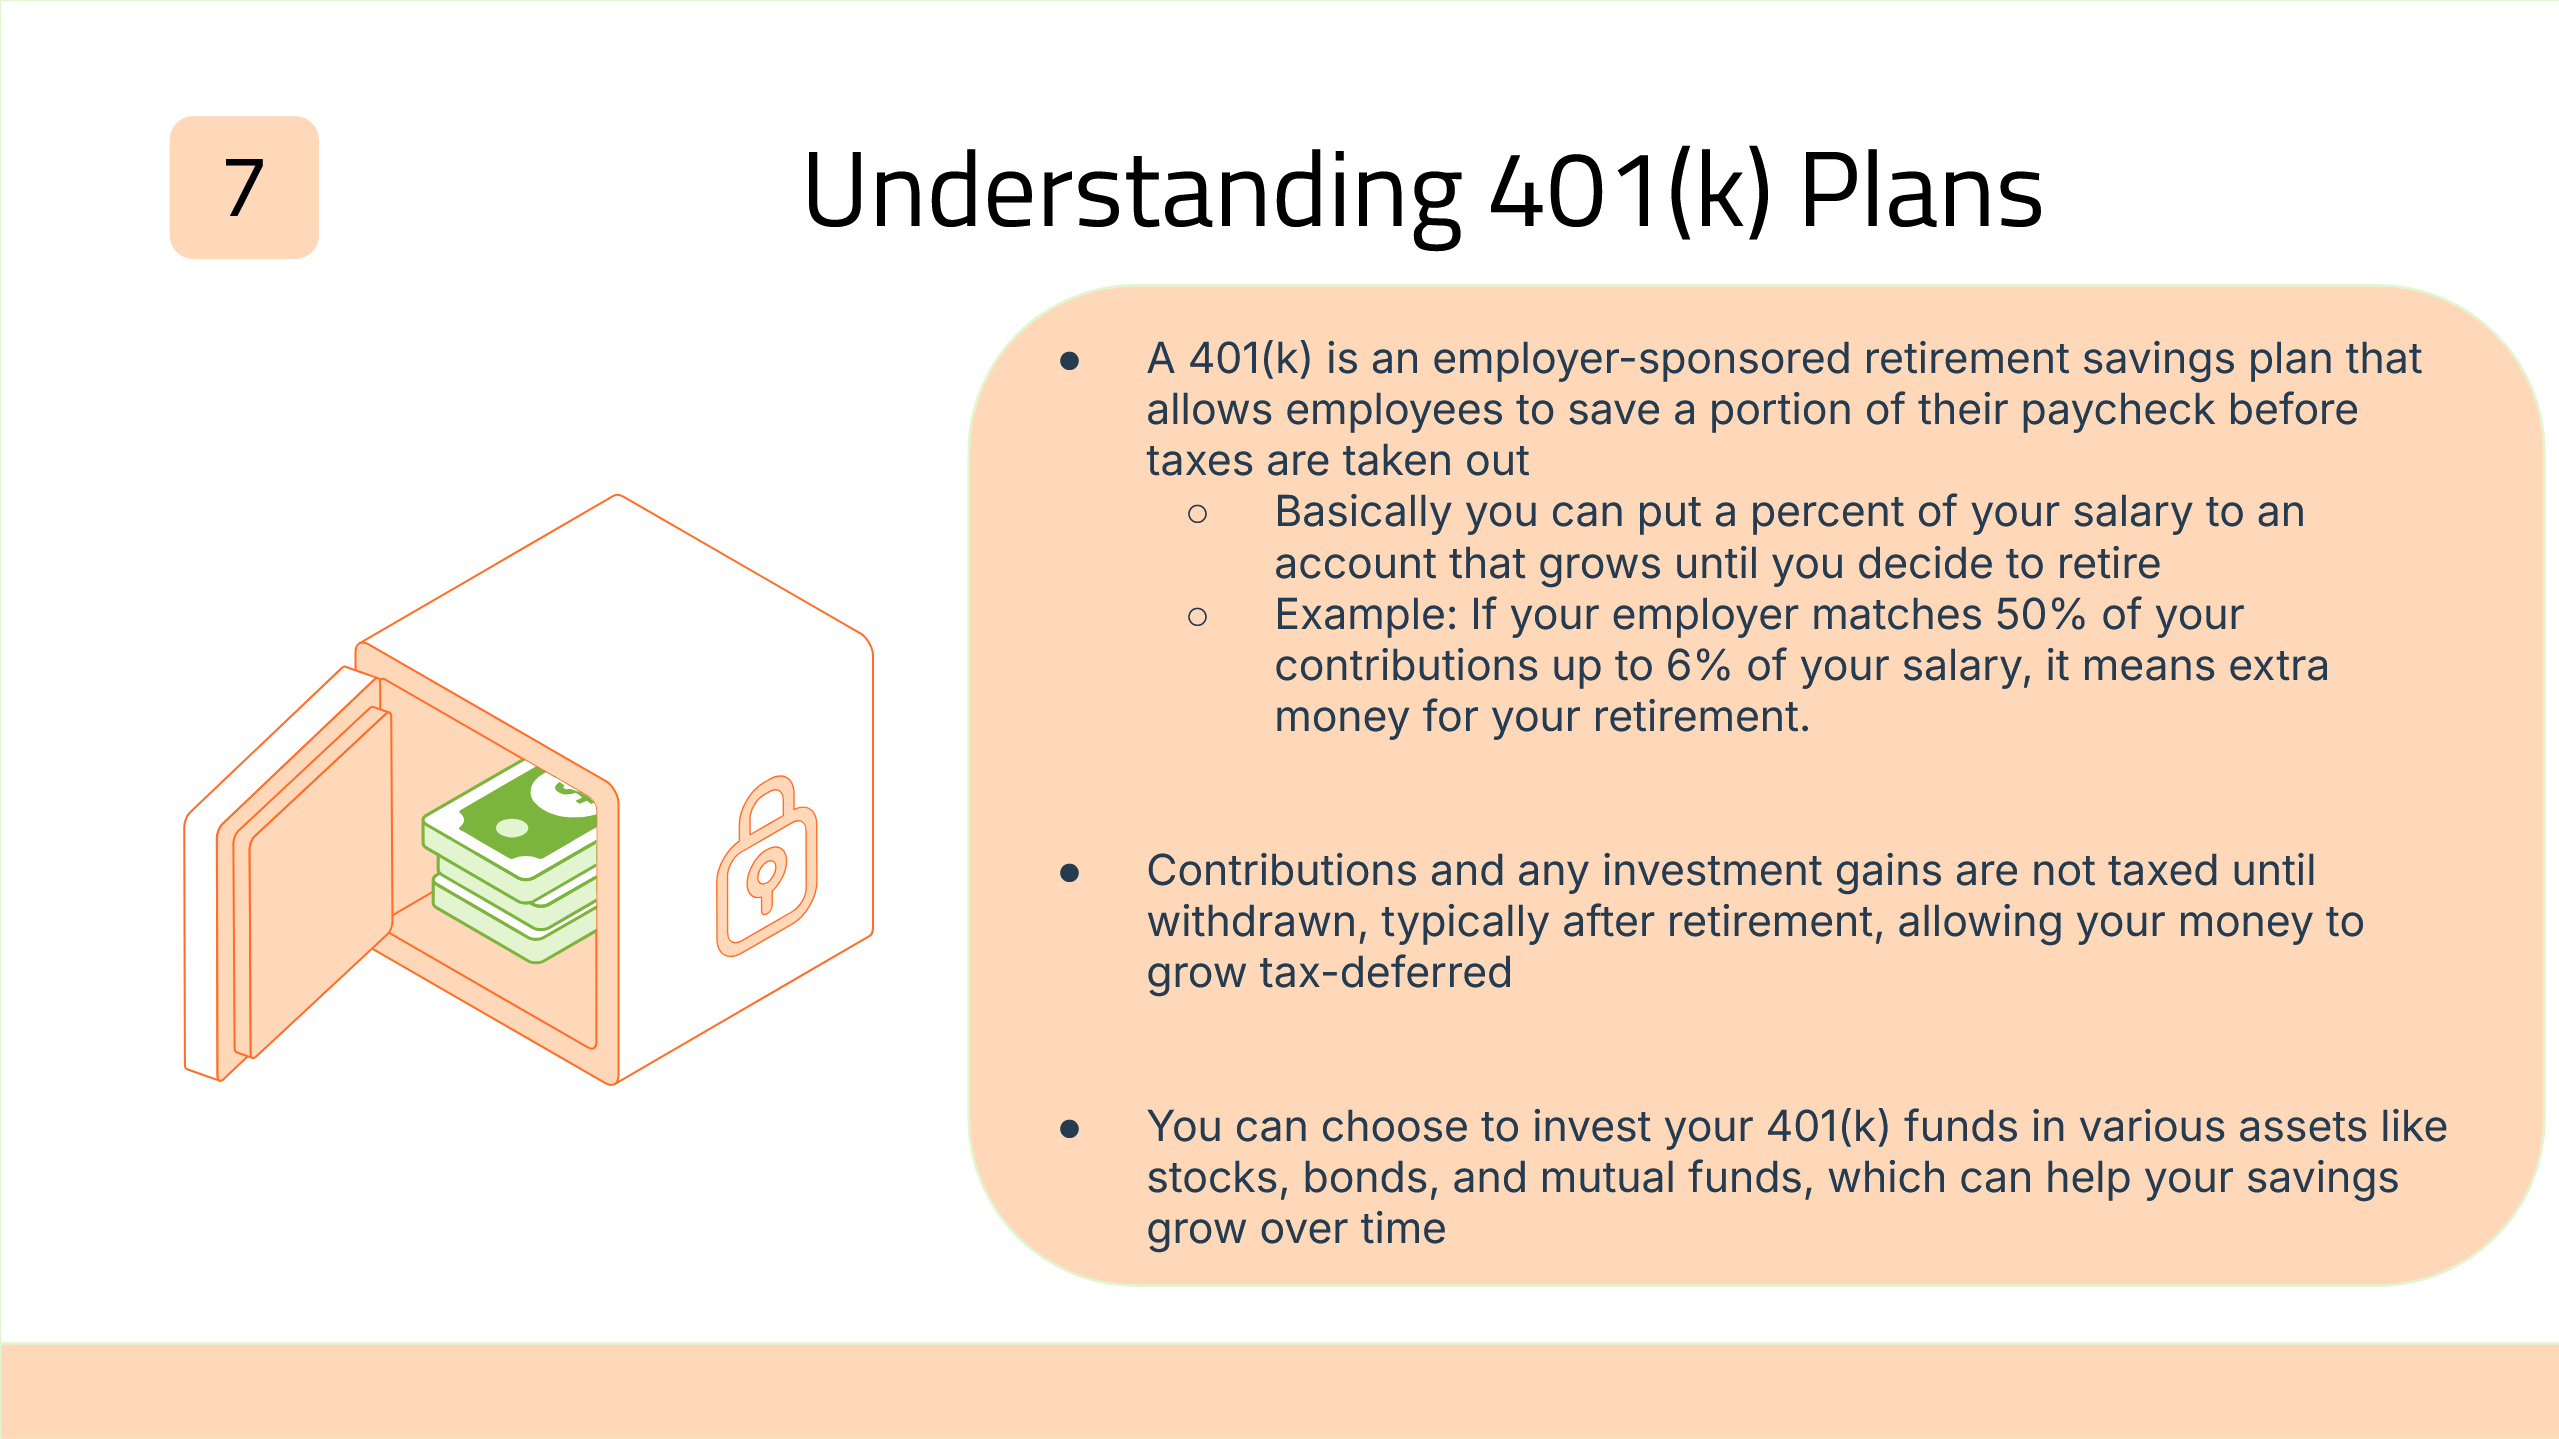 7
Understanding 401(k) Plans
● A 401(k) is an employer-sponsored retirement savings plan that
allows employees to save a portion of their paycheck before
taxes are taken out
○ Basically you can put a percent of your salary to an
account that grows until you decide to retire
○ Example: If your employer matches 50% of your
contributions up to 6% of your salary, it means extra
money for your retirement.
● Contributions and any investment gains are not taxed until
withdrawn, typically after retirement, allowing your money to
grow tax-deferred
● You can choose to invest your 401(k) funds in various assets like
stocks, bonds, and mutual funds, which can help your savings
grow over time